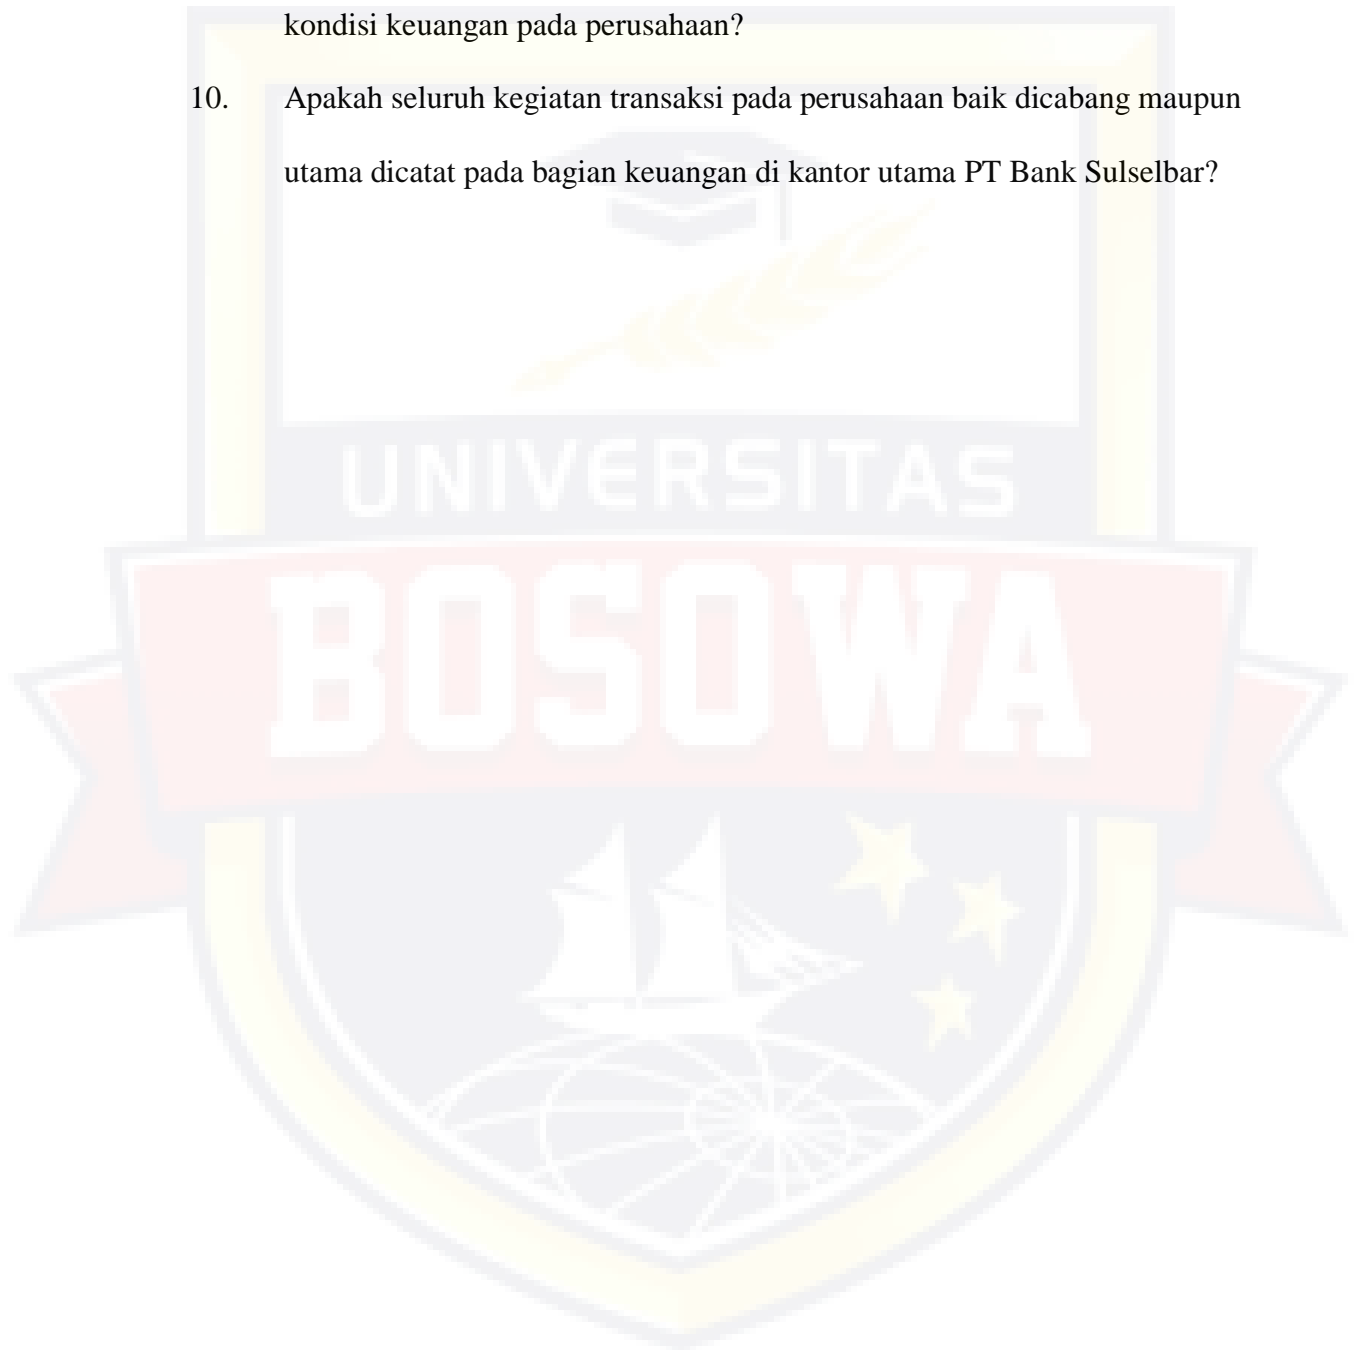 kondisi keuangan pada perusahaan?
10. Apakah seluruh kegiatan transaksi pada perusahaan baik dicabang maupun
utama dicatat pada bagian keuangan di kantor utama PT Bank Sulselbar?
UNIVERSITAS
BOSOWA